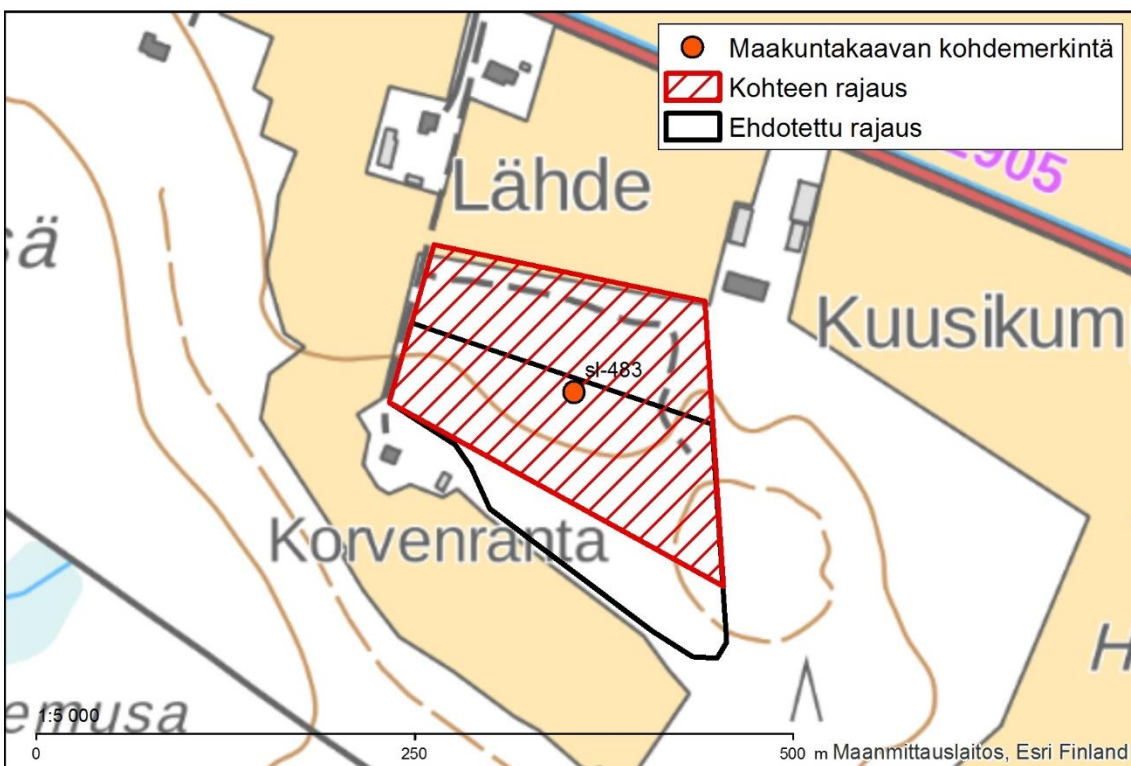 Maakuntakaavan kohdemerkintä
Kohteen rajaus
Ehdotettu rajaus
2905
Lähde
sä
Kuusikum
sl-483
Korvenranta
H
emusa
1:5 000
0 250 500 m Maanmittauslaitos, Esri Finland